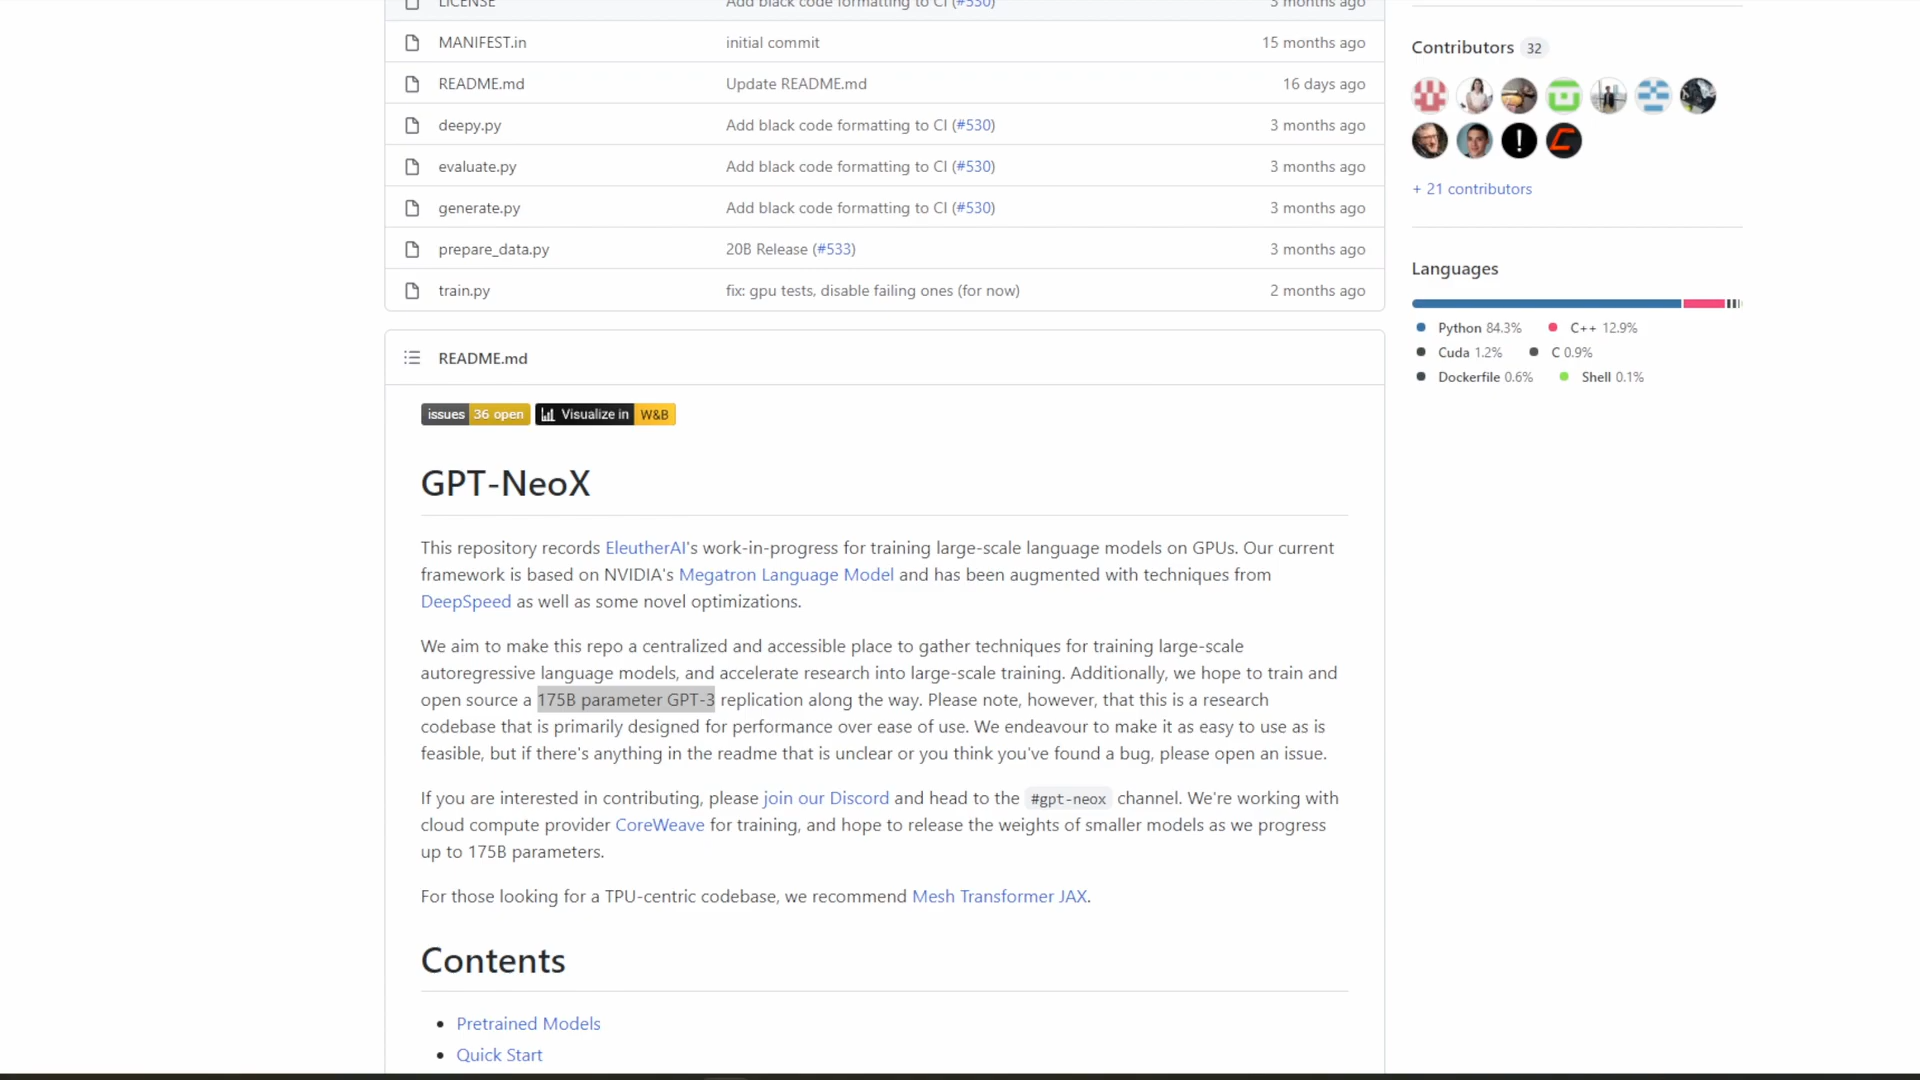 LICENSE Add black code formatting to CI (#530) 3 months ago
MANIFEST.in initial commit 15 months ago
README.md Update README.md 16 days ago
deepy.py Add black code formatting to CI (#530) 3 months ago
evaluate.py Add black code formatting to CI (#530) 3 months ago
generate.py Add black code formatting to CI (#530) 3 months ago
prepare_data.py 20B Release (#533) 3 months ago
train.py fix: gpu tests, disable failing ones (for now) 2 months ago
README.md
issues 36 open Visualize in W&B
GPT-NeoX
This repository records EleutherAI's work-in-progress for training large-scale language models on GPUs. Our current
framework is based on NVIDIA's Megatron Language Model and has been augmented with techniques from
DeepSpeed as well as some novel optimizations.
We aim to make this repo a centralized and accessible place to gather techniques for training large-scale
autoregressive language models, and accelerate research into large-scale training. Additionally, we hope to train and
open source a 175B parameter GPT-3 replication along the way. Please note, however, that this is a research
codebase that is primarily designed for performance over ease of use. We endeavour to make it as easy to use as is
feasible, but if there's anything in the readme that is unclear or you think you've found a bug, please open an issue.
If you are interested in contributing, please join our Discord and head to the #gpt-neox channel. We're working with
cloud compute provider CoreWeave for training, and hope to release the weights of smaller models as we progress
up to 175B parameters.
For those looking for a TPU-centric codebase, we recommend Mesh Transformer JAX.
Contents
Pretrained Models
Quick Start
Contributors 32
+ 21 contributors
Languages
Python 84.3% C++ 12.9%
Cuda 1.2% C 0.9%
Dockerfile 0.6% Shell 0.1%